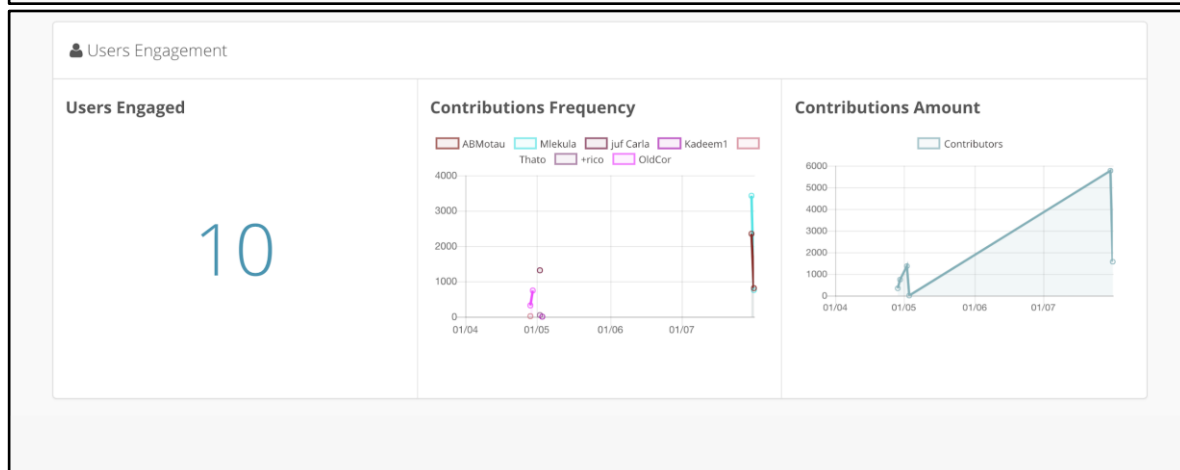 Users Engagement
Users Engaged
10
Contributions Frequency
ABMotau Mlekula juf Carla Kadeem1
Thato +rico OldCor
4000
3000
2000
1000
0
01/04 01/05 01/06 01/07
Contributions Amount
Contributors
6000
5000
4000
3000
2000
1000
0
01/04 01/05 01/06 01/07